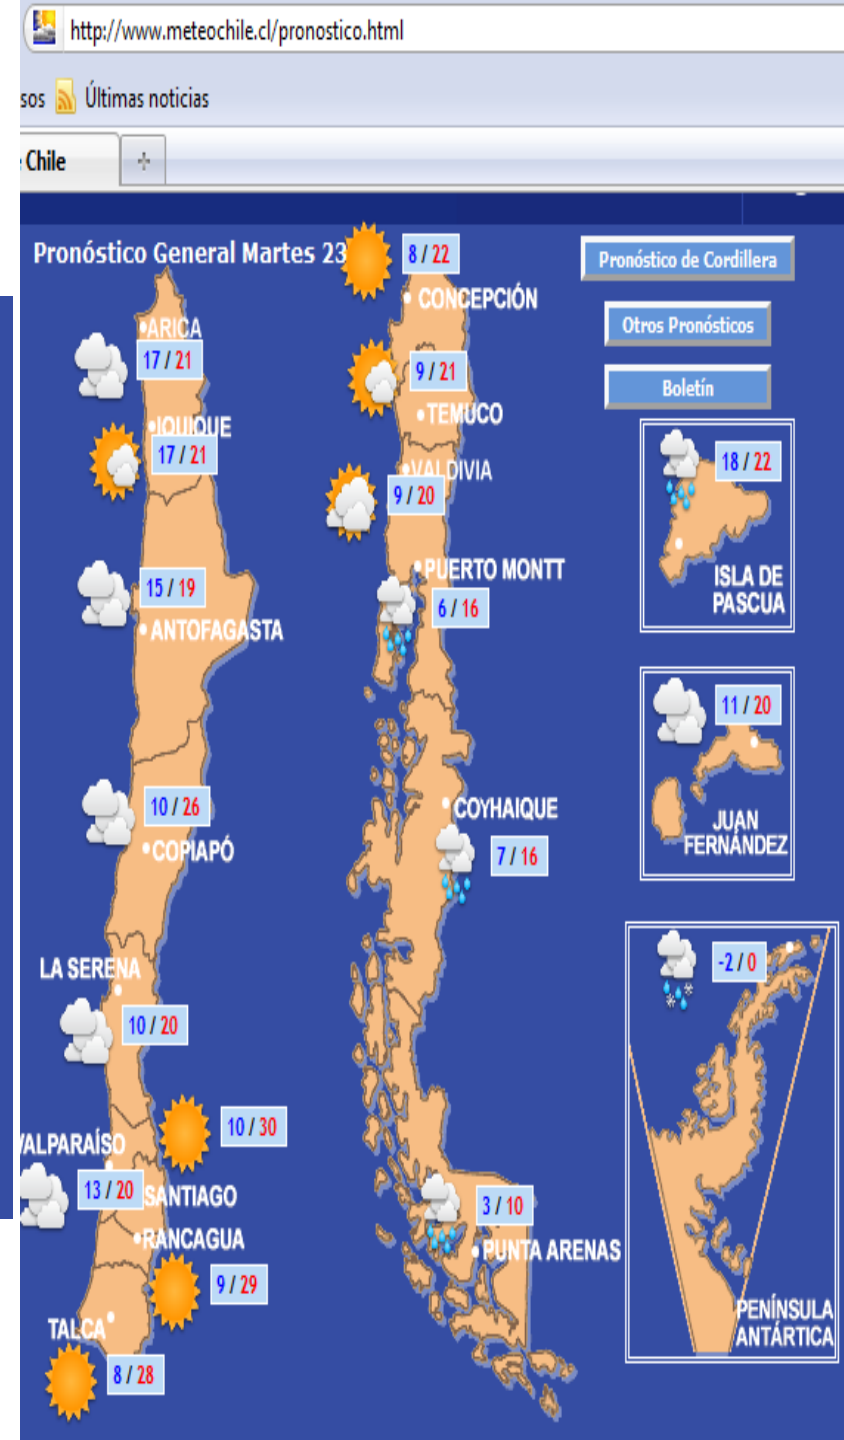 http://www.meteochile.cl/pronostico.html
sos Últimas noticias
Chile
Pronóstico General Martes 23
ARICA
17 / 21
IQUIQUE
17 / 21
15 / 19
ANTOFAGASTA
10 / 26
COPIAPÓ
LA SERENA
10 / 20
10 / 30
VALPARAÍSO
13 / 20
SANTIAGO
RANCAGUA
9 / 29
TALCA
8 / 28
8 / 22
CONCEPCIÓN
9 / 21
TEMUCO
VALDIVIA
9 / 20
PUERTO MONTT
6 / 16
COYHAIQUE
7 / 16
3 / 10
PUNTA ARENAS
Pronóstico de Cordillera
Otros Pronósticos
Boletín
18 / 22
ISLA DE
PASCUA
11 / 20
JUAN
FERNÁNDEZ
-2 / 0
PENÍNSULA
ANTÁRTICA